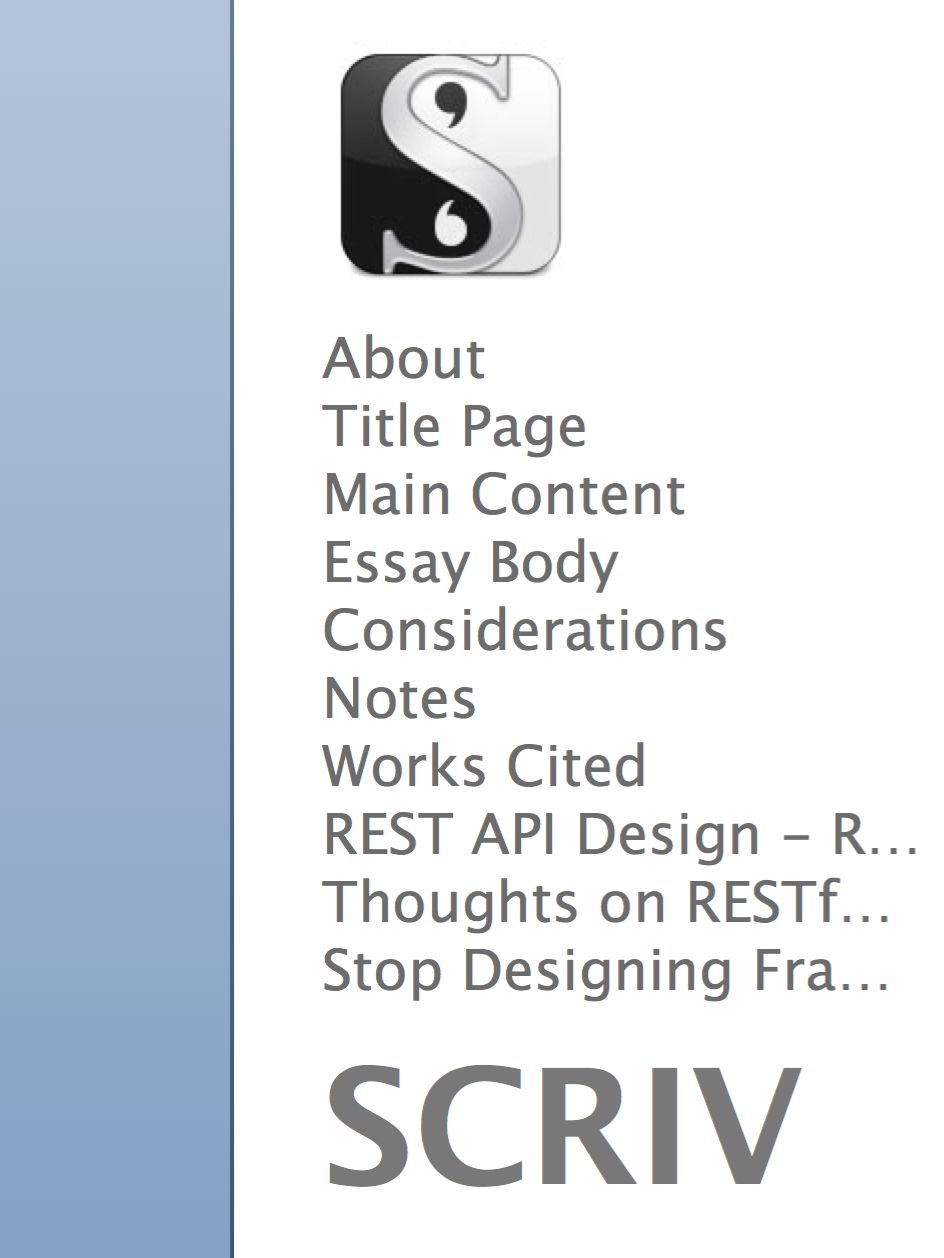 About
Title Page
Main Content
Essay Body
Considerations
Notes
Works Cited
REST API Design – R...
Thoughts on RESTf...
Stop Designing Fra...
SCRIV